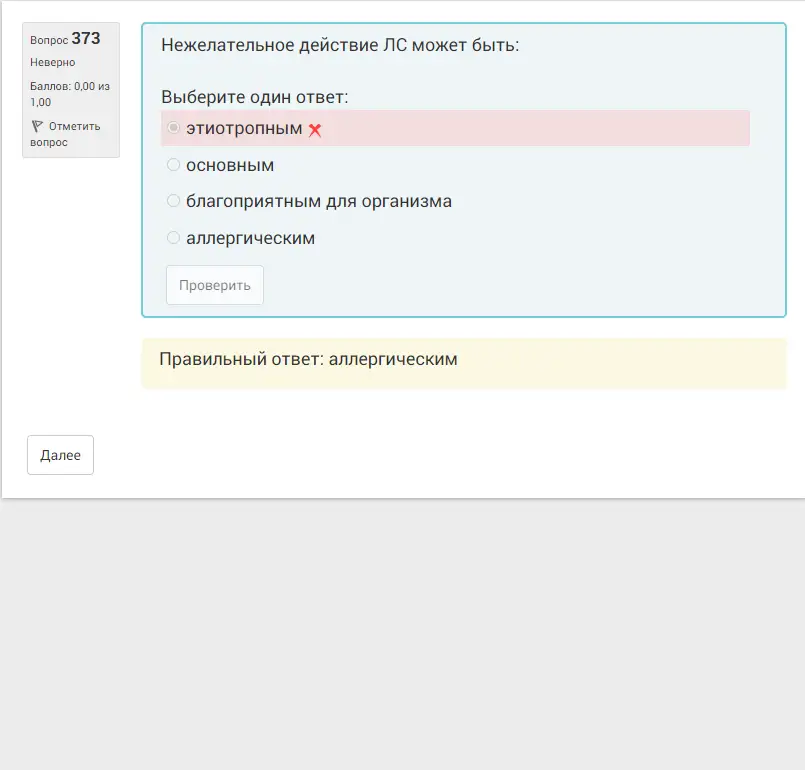 Вопрос 373
Неверно
Баллов: 0,00 из
1,00
Отметить
вопрос
Нежелательное действие ЛС может быть:
Выберите один ответ:
этиотропным
основным
благоприятным для организма
аллергическим
Проверить
Правильный ответ: аллергическим
Далее